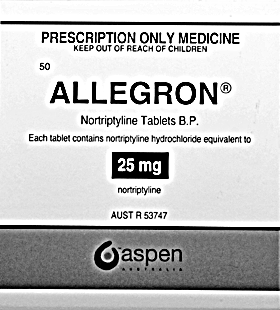 PRESCRIPTION ONLY MEDICINE
KEEP OUT OF REACH OF CHILDREN
50
ALLEGRON®
Nortriptyline Tablets B.P.
Each tablet contains nortriptyline hydrochloride equivalent to
25 mg
nortriptyline
AUST R 53747
aspen
AUSTRALIA